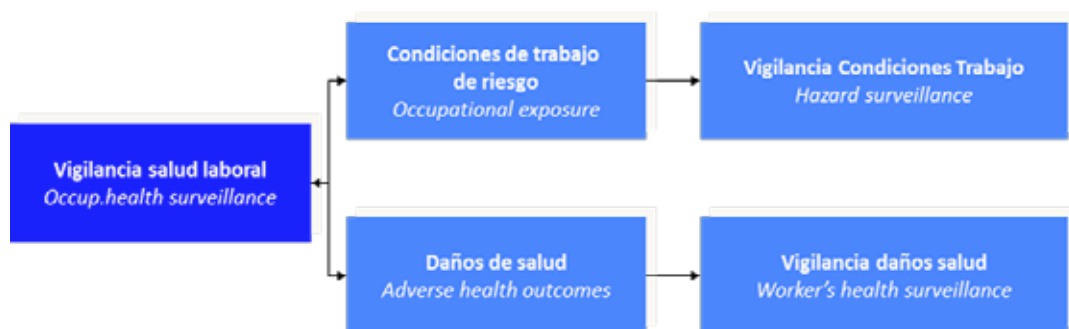 Vigilancia salud laboral
Occup.health surveillance
Condiciones de trabajo
de riesgo
Occupational exposure
Vigilancia Condiciones Trabajo
Hazard surveillance
Daños de salud
Adverse health outcomes
Vigilancia daños salud
Worker's health surveillance